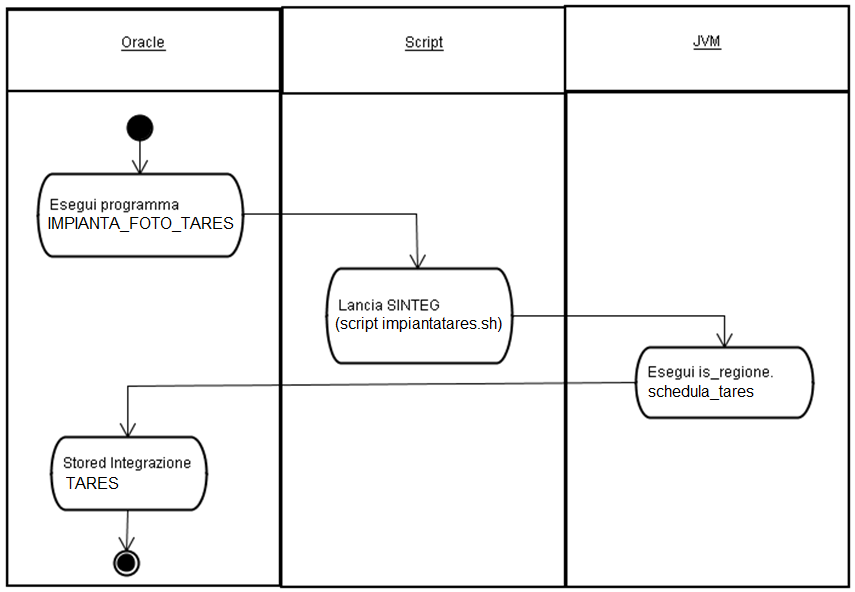 Oracle
Script
JVM
Esegui programma
IMPIANTA_FOTO_TARES
Lancia SINTEG
(script impiantatares.sh)
Esegui is_regione.
schedula_tares
Stored Integrazione
TARES